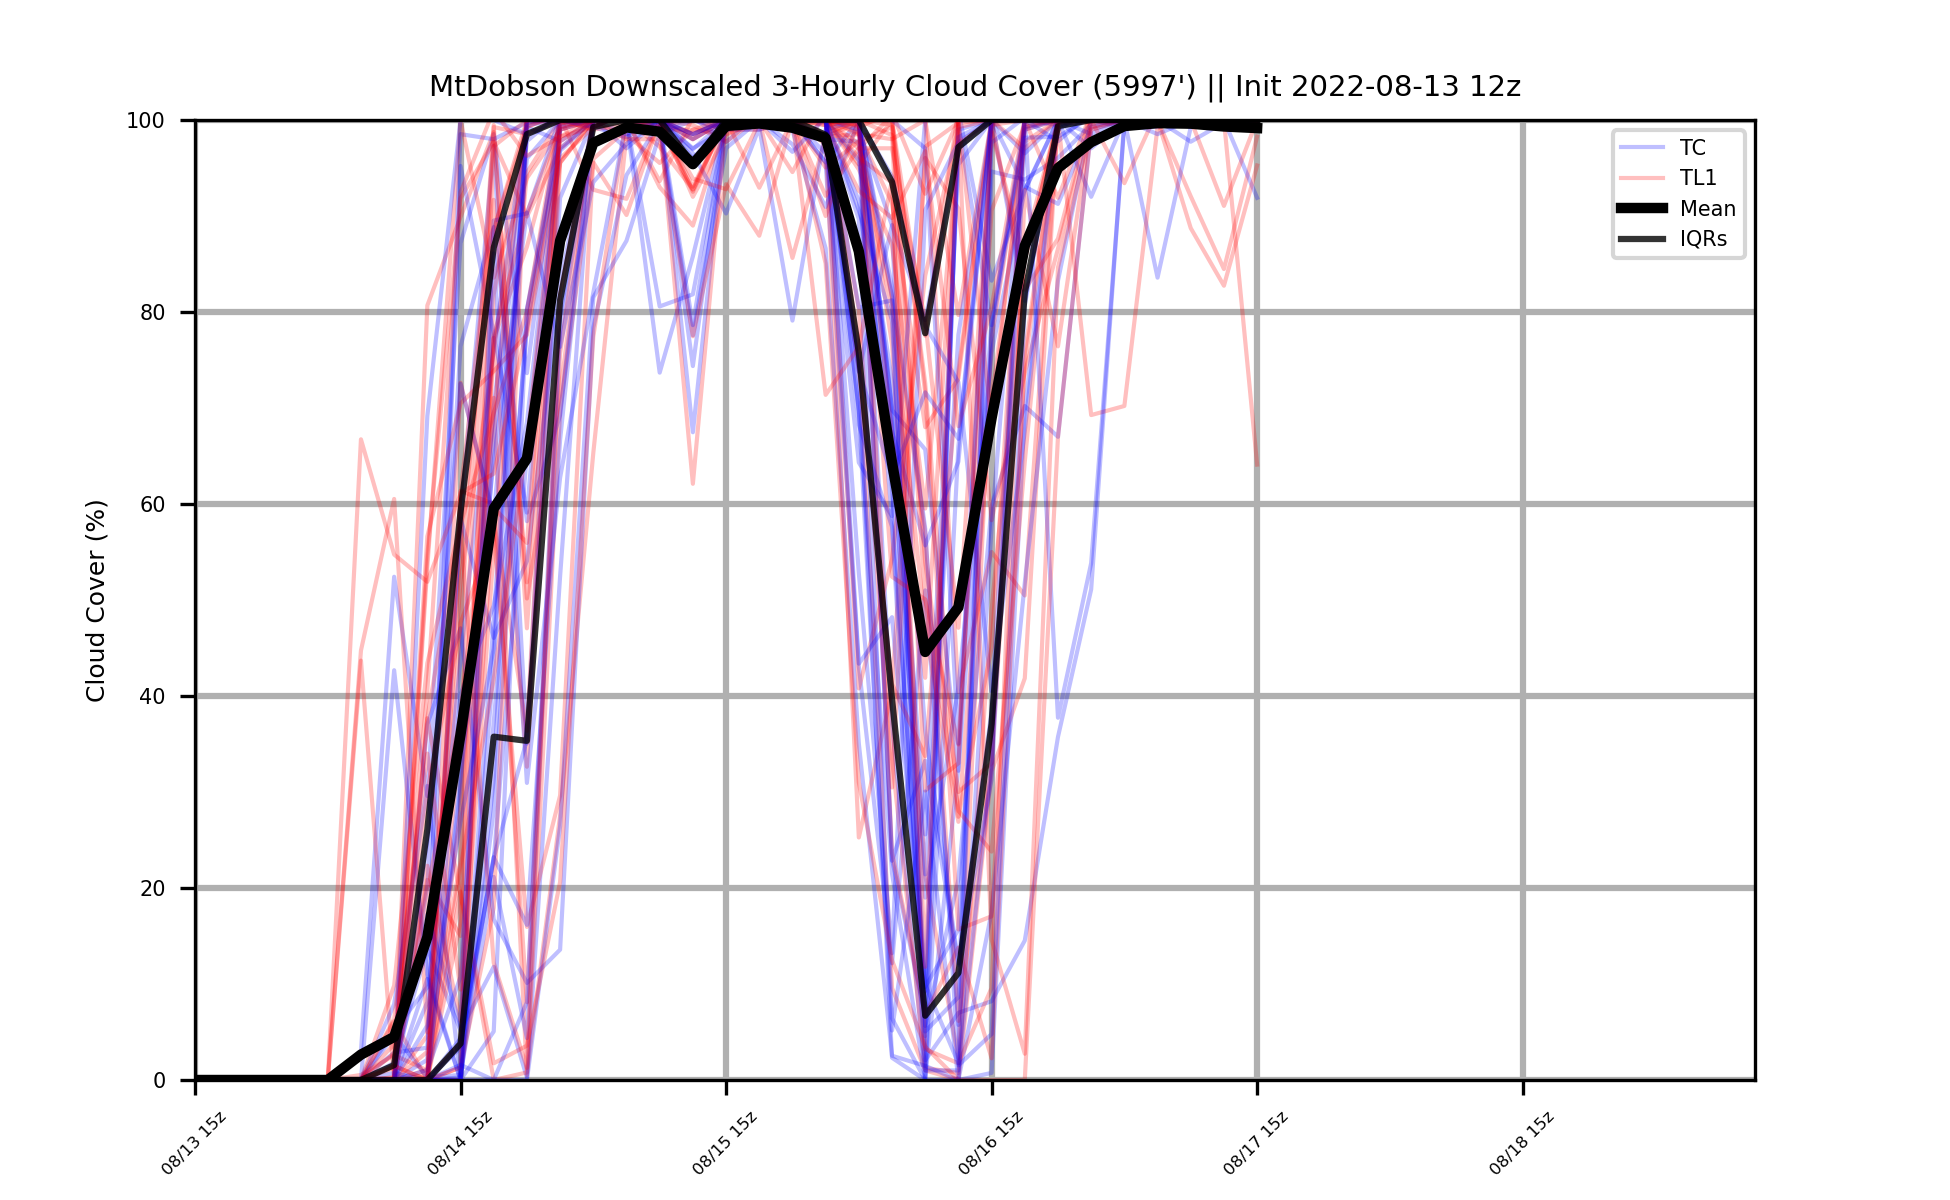 MtDobson Downscaled 3-Hourly Cloud Cover (5997') || Init 2022-08-13 12z
100
80
60
40
20
0
Cloud Cover (%)
TC
TL1
Mean
IQRs
08/13 15z
08/14 15z
08/15 15z
08/16 15z
08/17 15z
08/18 15z